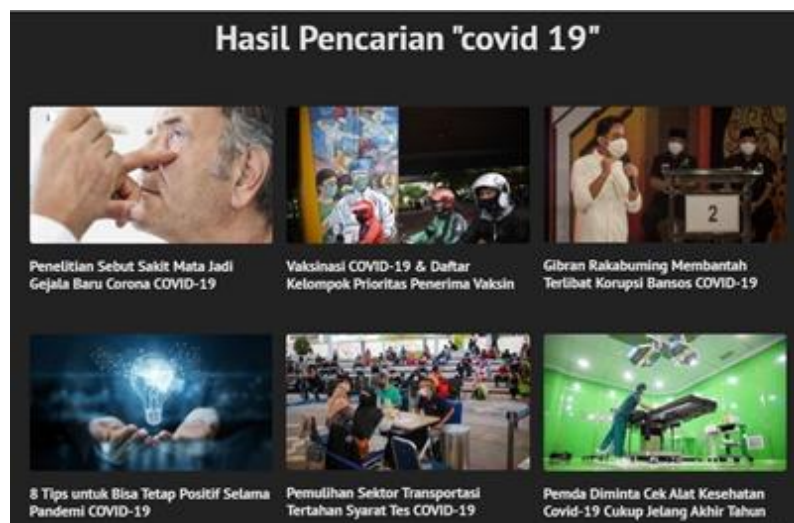 Hasil Pencarian "covid 19"
Penelitian Sebut Sakit Mata Jadi
Gejala Baru Corona COVID-19
Vaksinasi COVID-19 & Daftar
Kelompok Prioritas Penerima Vaksin
2
Gibran Rakabuming Membantah
Terlibat Korupsi Bansos COVID-19
8 Tips untuk Bisa Tetap Positif Selama
Pandemi COVID-19
Pemulihan Sektor Transportasi
Tertahan Syarat Tes COVID-19
Pemda Diminta Cek Alat Kesehatan
Covid-19 Cukup Jelang Akhir Tahun